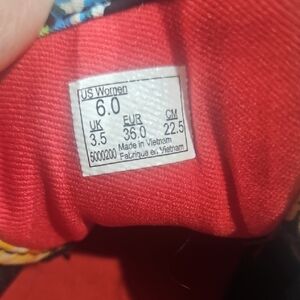 US Women
6.0
UK EUR CM
3.5 36.0 22.5
5000200 Made in Vietnam
Fabriqué en Vietnam